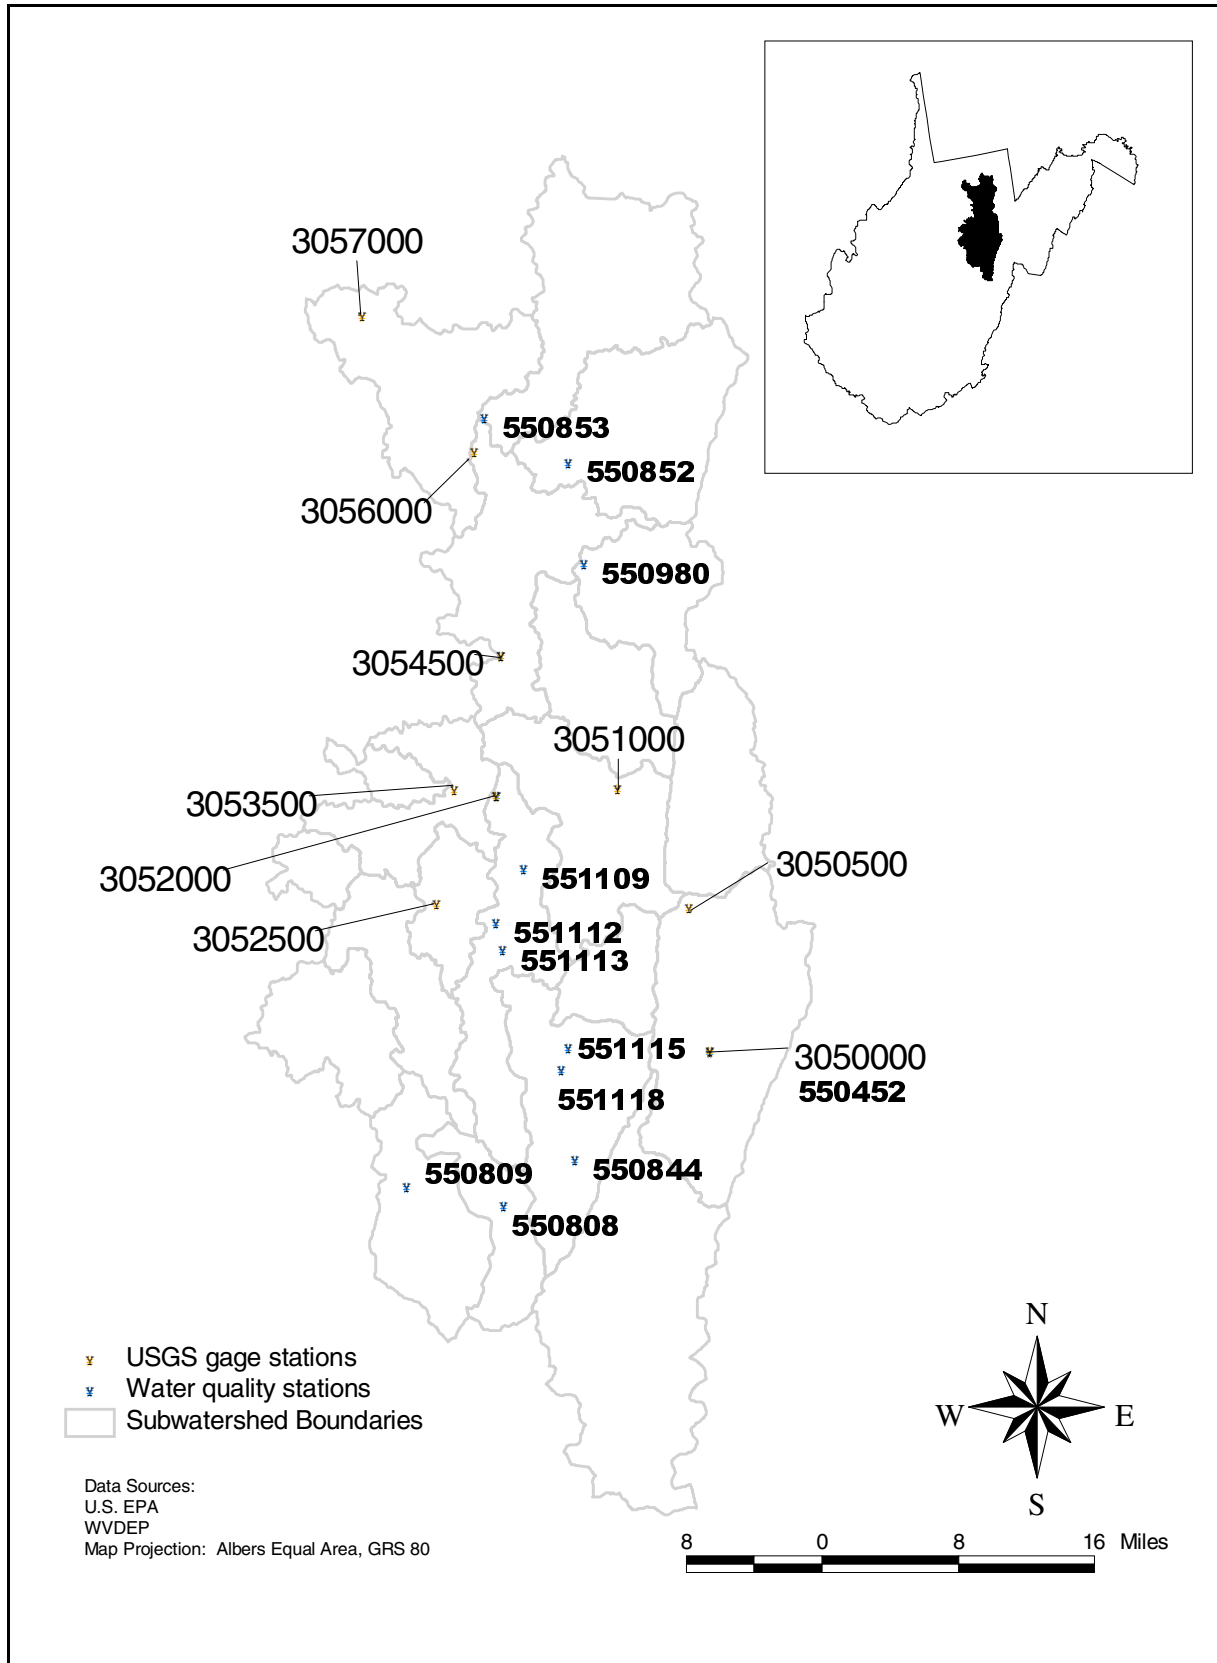 3057000
550853
550852
3056000
550980
3054500
3051000
3053500
3052000
3050500
551109
3052500
551112
551113
551115
3050000
550452
551118
550809
550844
550808
USGS gage stations
Water quality stations
Subwatershed Boundaries
N
W
E
S
Data Sources:
U.S. EPA
WVDEP
Map Projection: Albers Equal Area, GRS 80
8 0 8 16 Miles